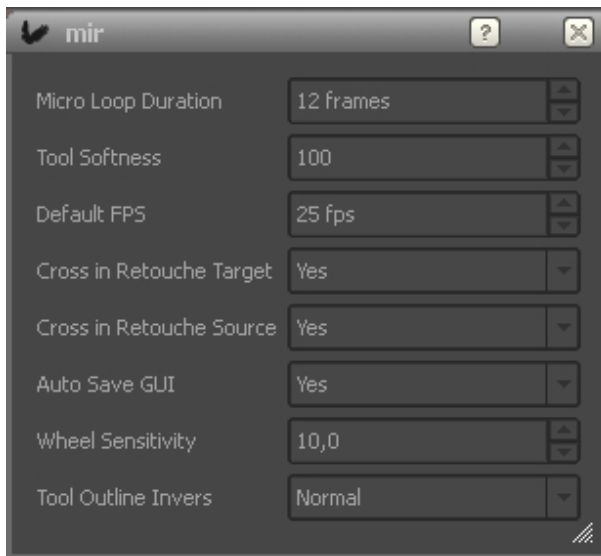 mir
?
Micro Loop Duration 12 frames
Tool Softness 100
Default FPS 25 fps
Cross in Retouche Target Yes
Cross in Retouche Source Yes
Auto Save GUI Yes
Wheel Sensitivity 10,0
Tool Outline Invers Normal